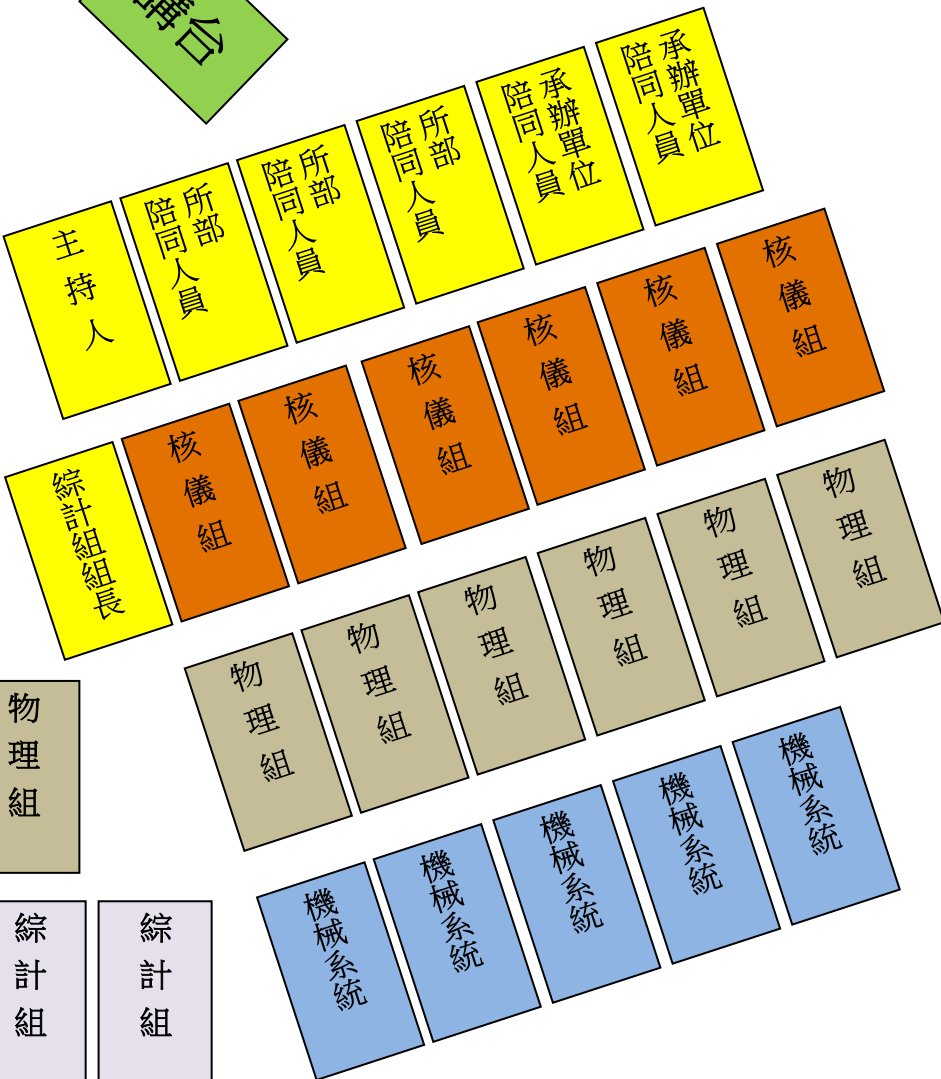 講台
主持人
所部
陪同人員
所部
陪同人員
所部
陪同人員
承辦單位
陪同人員
承辦單位
陪同人員
綜計組組長
核儀組
核儀組
核儀組
核儀組
核儀組
核儀組
物理組
物理組
物理組
物理組
物理組
物理組
物理組
機械系統
機械系統
機械系統
機械系統
機械系統
綜計組
綜計組